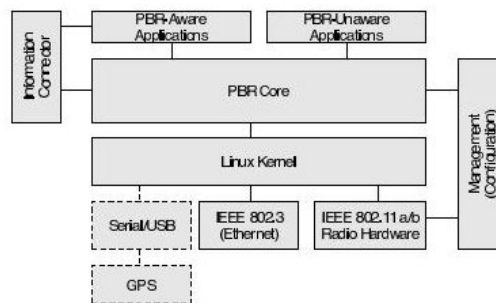 PBR-Aware
Applications
PBR-Unaware
Applications
Information
Connector
PBR Core
Management
(Configuration)
Linux Kernel
Serial/USB
IEEE 802.3
(Ethernet)
IEEE 802.11 a/b
Radio Hardware
GPS